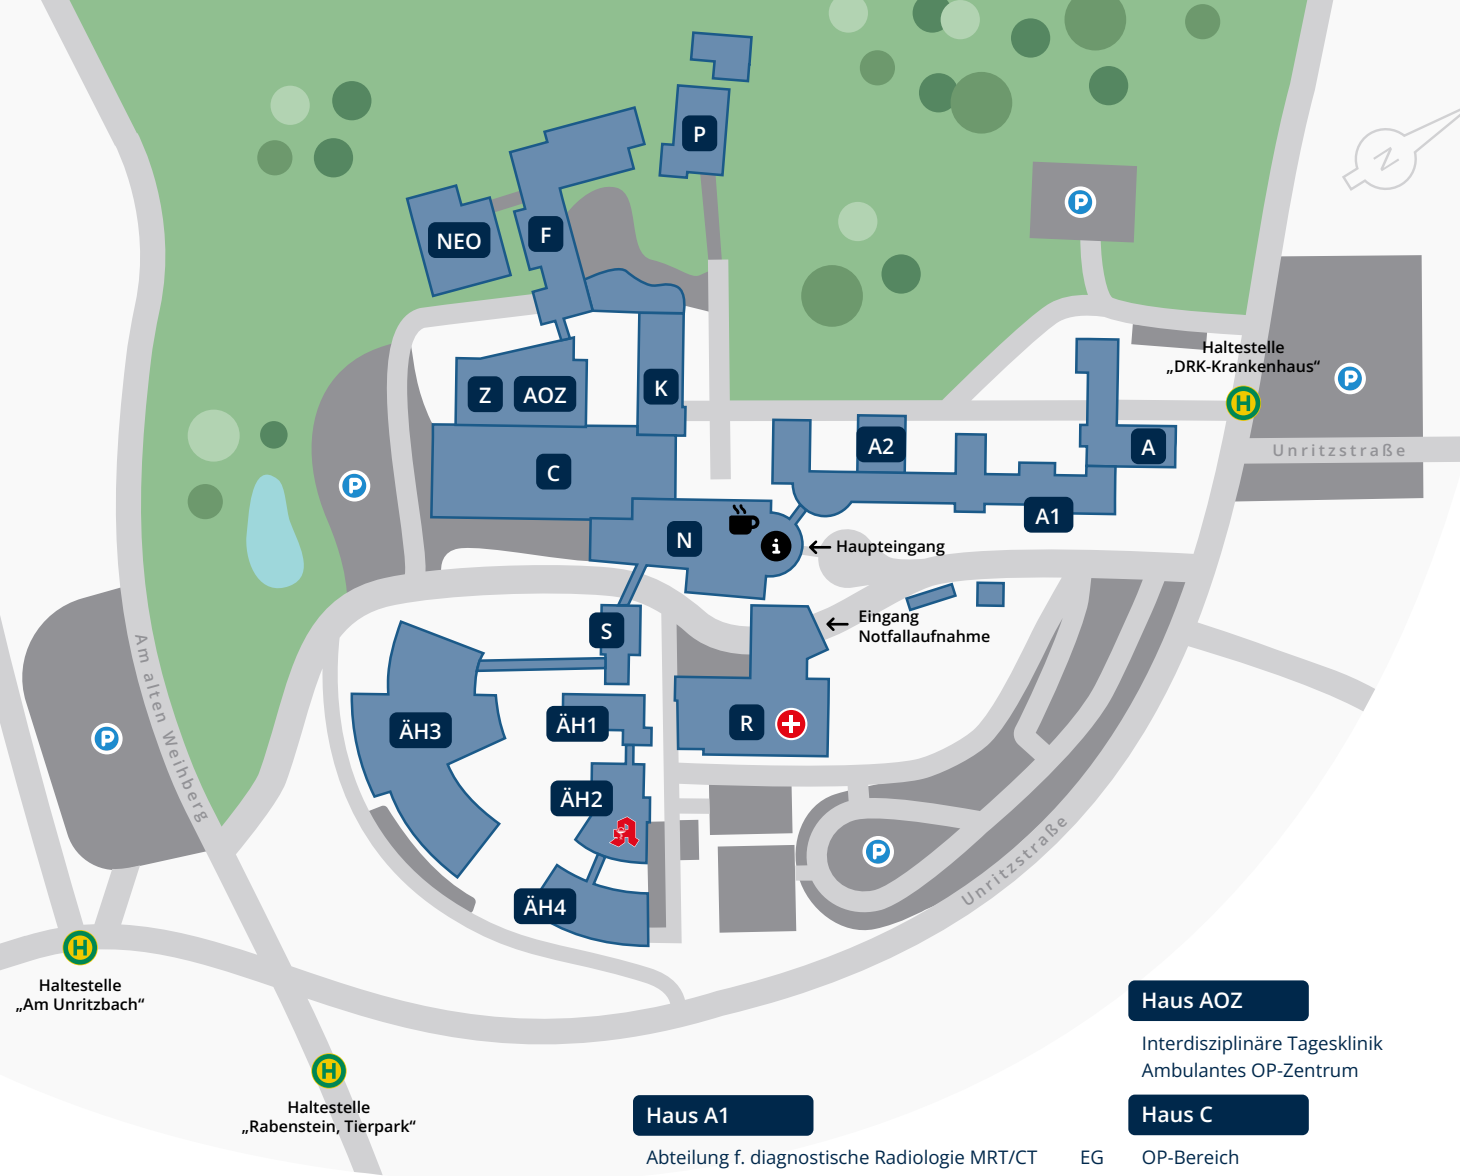 P
N
P
NEO
F
Haltestelle
„DRK-Krankenhaus“
H
P
Z
AOZ
K
A2
A
Unritzstraße
C
P
A1
N
i
Haupteingang
Eingang
Notfallaufnahme
S
Am alten Weihberg
ÄH3
ÄH1
R
P
ÄH2
P
Unritzstraße
ÄH4
H
Haltestelle
„Am Unritzbach“
H
Haltestelle
„Rabenstein, Tierpark“
Haus AOZ
Interdisziplinäre Tagesklinik
Ambulantes OP-Zentrum
Haus A1
Abteilung f. diagnostische Radiologie MRT/CT EG
Haus C
OP-Bereich